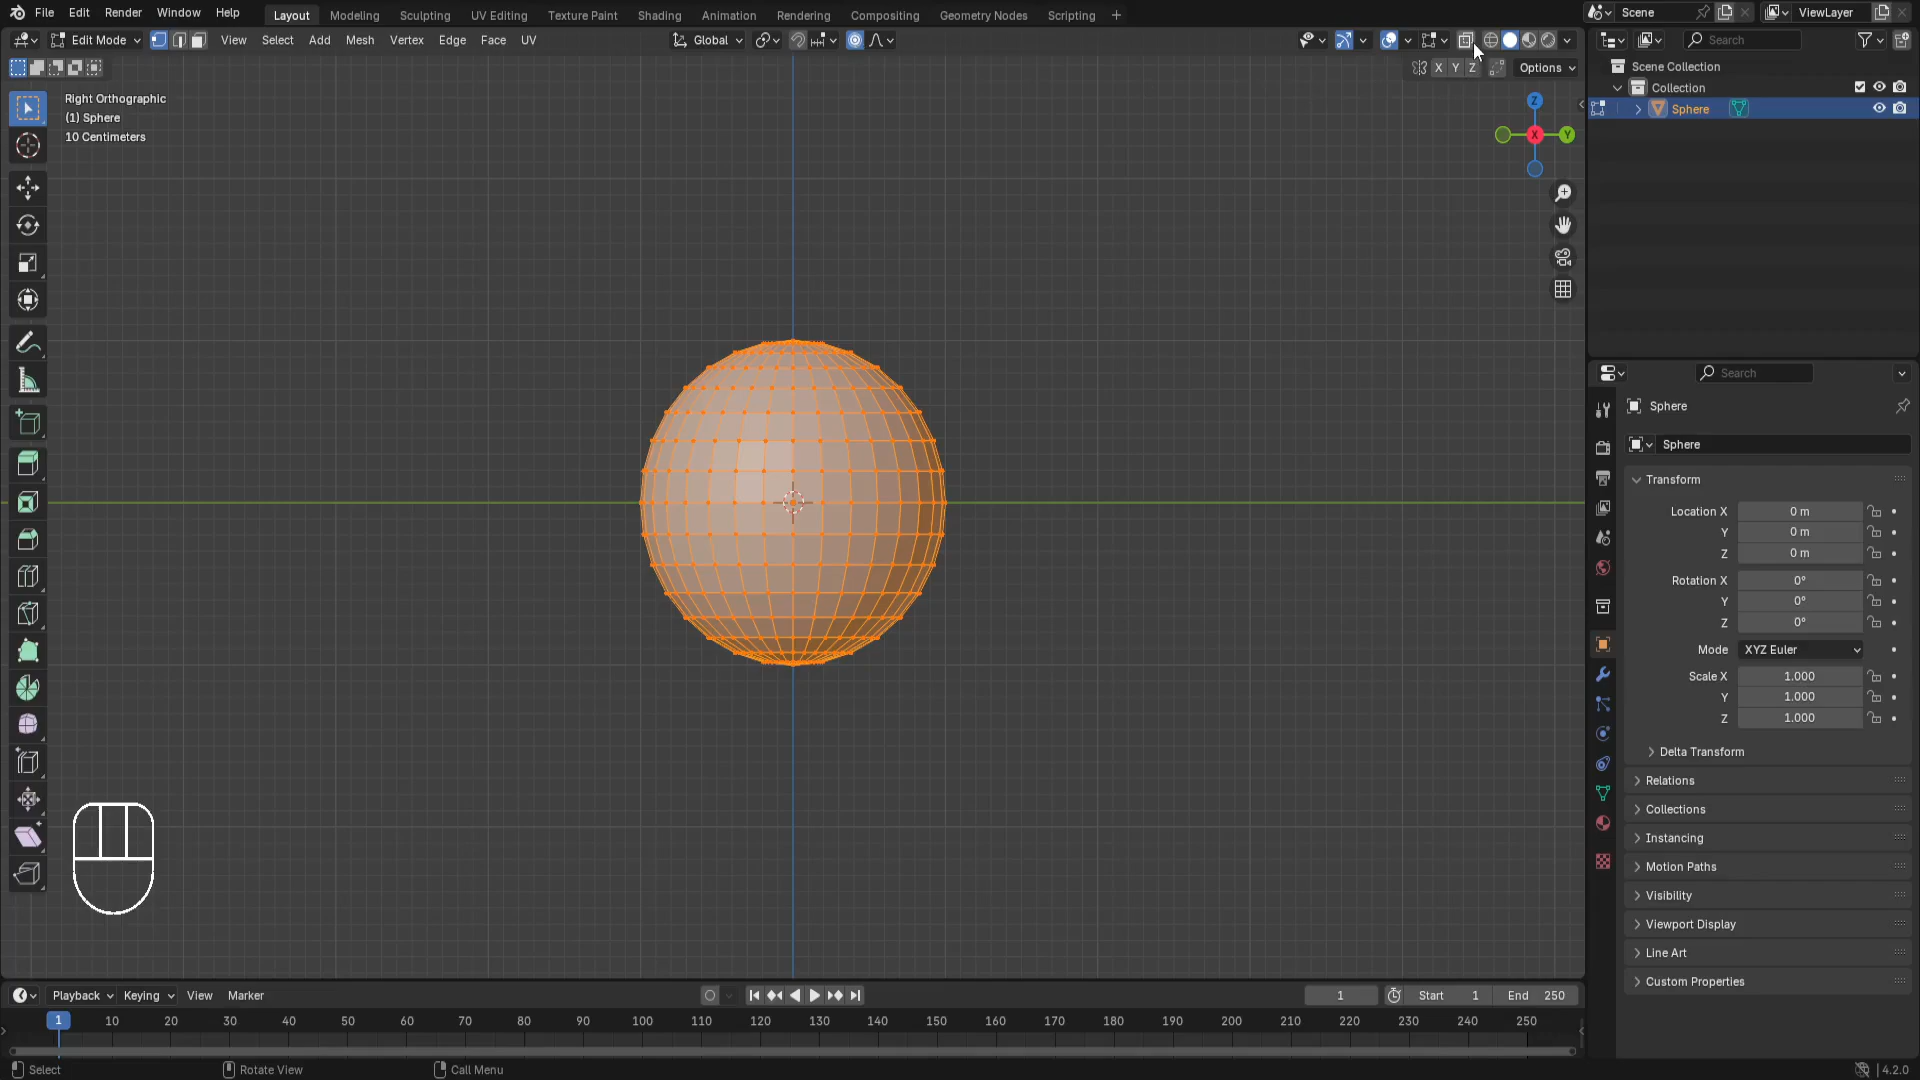 File Edit Render Window Help Layout Modeling Sculpting UV Editing Texture Paint Shading Animation Rendering Compositing Geometry Nodes Scripting + Scene ViewLayer
Edit Mode View Select Add Mesh Vertex Edge Face UV Global Search
X Y Z Options
Scene Collection
Collection
Sphere
Right Orthographic
(1) Sphere
10 Centimeters
Z
X
Y
Search
Sphere
Sphere
Transform
Location X 0 m
Y 0 m
Z 0 m
Rotation X 0°
Y 0°
Z 0°
Mode XYZ Euler
Scale X 1.000
Y 1.000
Z 1.000
Delta Transform
Relations
Collections
Instancing
Motion Paths
Visibility
Viewport Display
Line Art
Custom Properties
Playback Keying View Marker 1 Start 1 End 250
1 10 20 30 40 50 60 70 80 90 100 110 120 130 140 150 160 170 180 190 200 210 220 230 240 250
Select Rotate View Call Menu 4.2.0